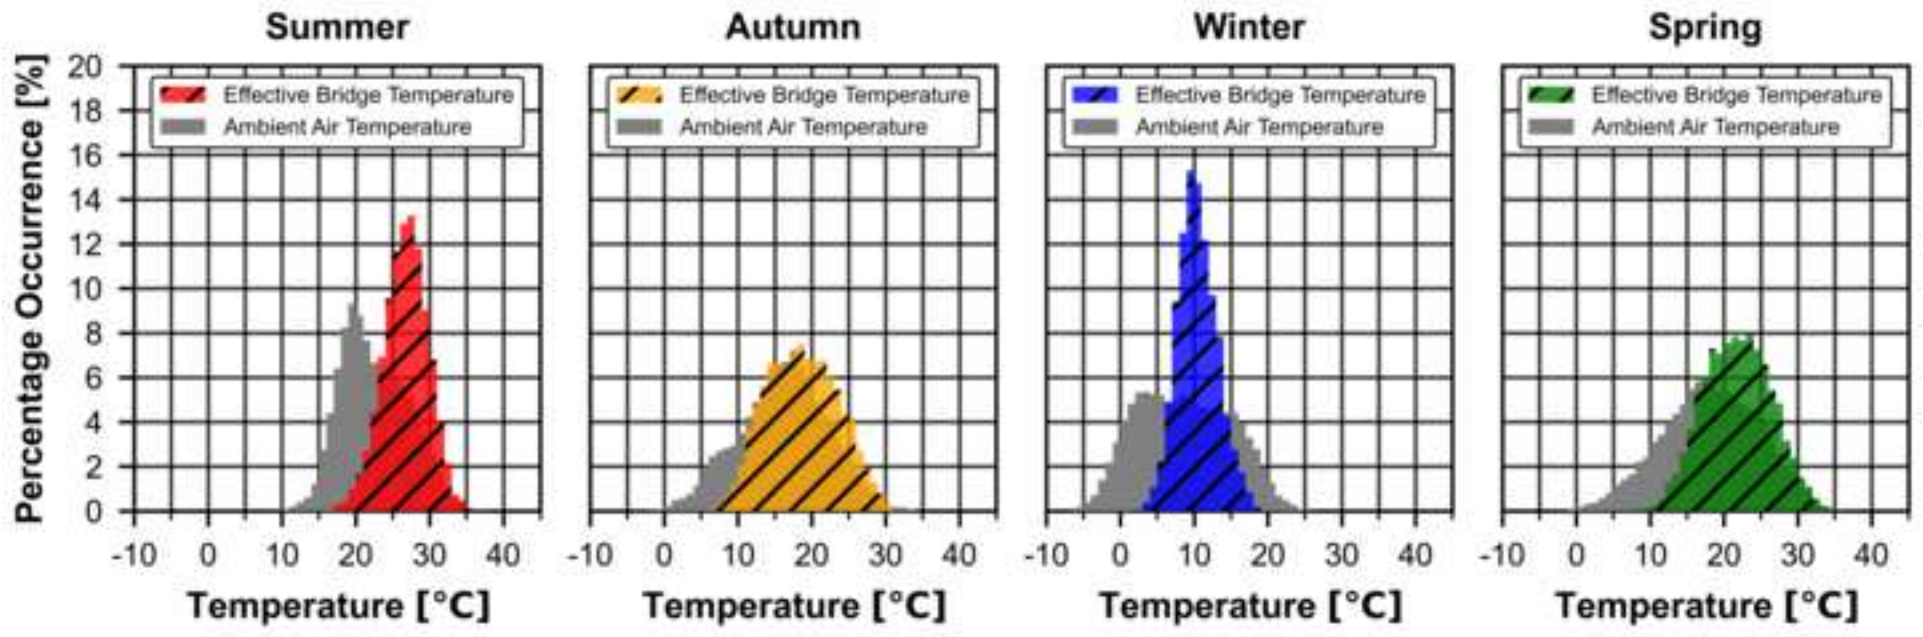 Summer Autumn Winter Spring
Percentage Occurrence [%]
20
18
16
14
12
10
8
6
4
2
0
Effective Bridge Temperature
Ambient Air Temperature
Effective Bridge Temperature
Ambient Air Temperature
Effective Bridge Temperature
Ambient Air Temperature
Effective Bridge Temperature
Ambient Air Temperature
-10 0 10 20 30 40 -10 0 10 20 30 40 -10 0 10 20 30 40 -10 0 10 20 30 40
Temperature [°C] Temperature [°C] Temperature [°C] Temperature [°C]